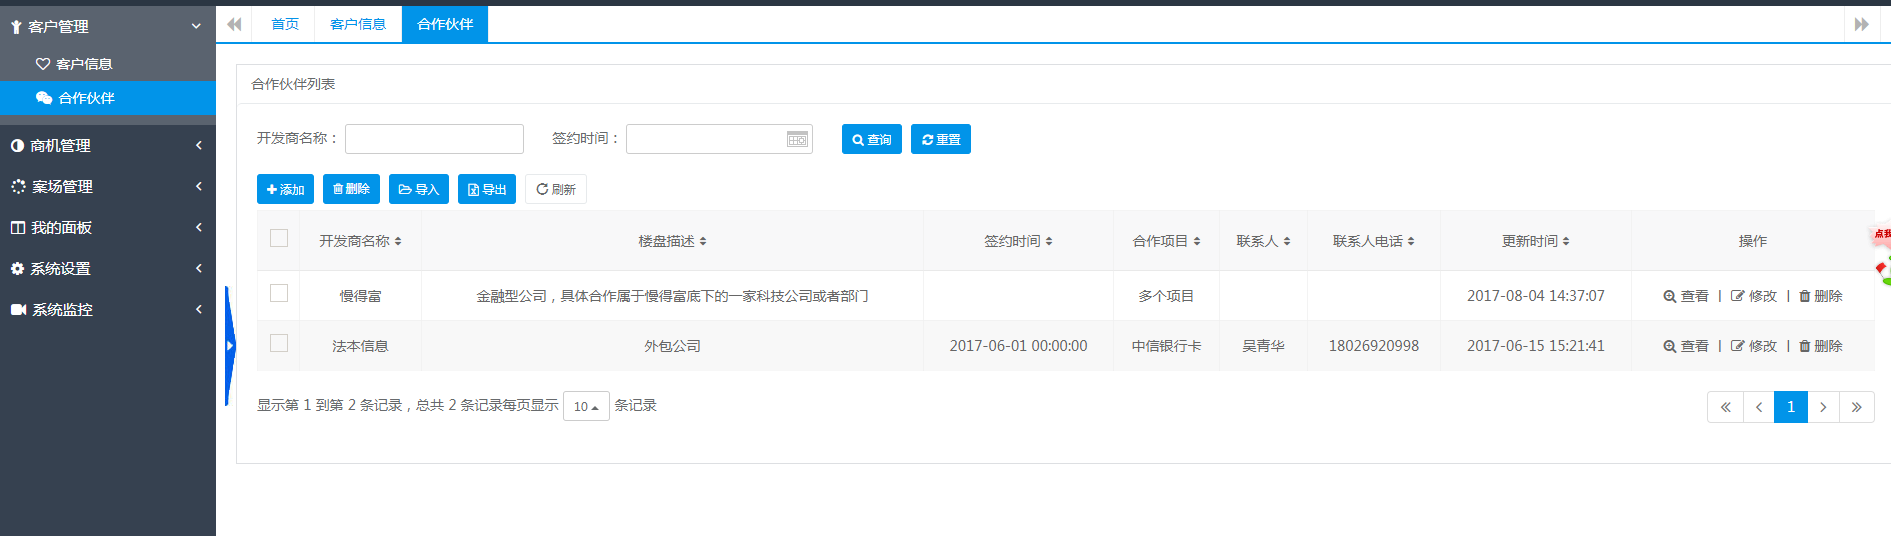 客户管理
客户信息
合作伙伴
商机管理
案场管理
我的面板
系统设置
系统监控
首页 客户信息 合作伙伴
合作伙伴列表
开发商名称： 签约时间： 查询 重置
添加 删除 导入 导出 刷新
开发商名称 楼盘描述 签约时间 合作项目 联系人 联系人电话 更新时间 操作
慢得富 金融型公司，具体合作属于慢得富底下的一家科技公司或者部门 多个项目 2017-08-04 14:37:07 查看 | 修改 | 删除
法本信息 外包公司 2017-06-01 00:00:00 中信银行卡 吴青华 18026920998 2017-06-15 15:21:41 查看 | 修改 | 删除
显示第 1 到第 2 条记录，总共 2 条记录每页显示 10 条记录
« ‹ 1 › »
点我